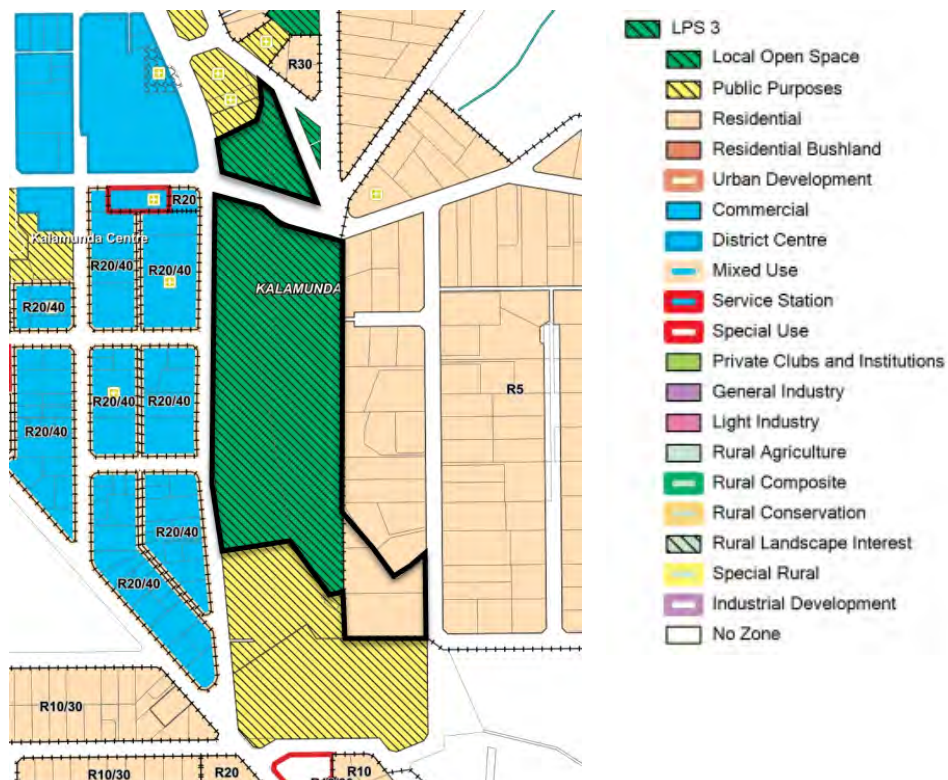 R30
R20
Kalamunda Centre
R20/40
R20/40
R20/40
KALAMUNDA
R20/40
R20/40
R20/40
R5
R20/40
R20/40
R10/30
R10/30
R20
R10
LPS 3
Local Open Space
Public Purposes
Residential
Residential Bushland
Urban Development
Commercial
District Centre
Mixed Use
Service Station
Special Use
Private Clubs and Institutions
General Industry
Light Industry
Rural Agriculture
Rural Composite
Rural Conservation
Rural Landscape Interest
Special Rural
Industrial Development
No Zone